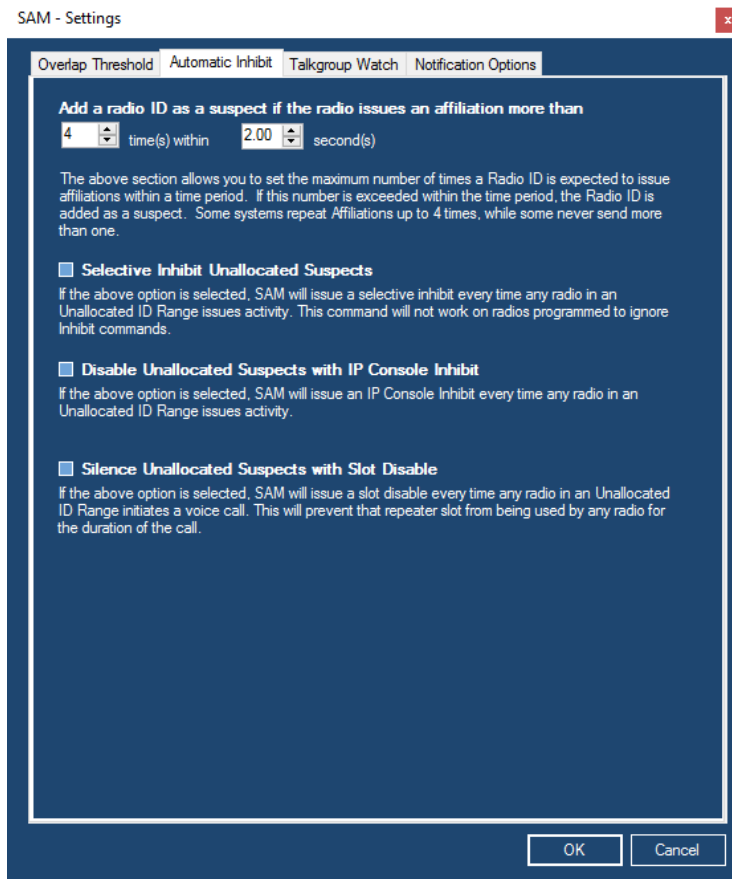 SAM - Settings
x
Overlap Threshold Automatic Inhibit Talkgroup Watch Notification Options
Add a radio ID as a suspect if the radio issues an affiliation more than
4 time(s) within 2.00 second(s)
The above section allows you to set the maximum number of times a Radio ID is expected to issue
affiliations within a time period. If this number is exceeded within the time period, the Radio ID is
added as a suspect. Some systems repeat Affiliations up to 4 times, while some never send more
than one.
Selective Inhibit Unallocated Suspects
If the above option is selected, SAM will issue a selective inhibit every time any radio in an
Unallocated ID Range issues activity. This command will not work on radios programmed to ignore
Inhibit commands.
Disable Unallocated Suspects with IP Console Inhibit
If the above option is selected, SAM will issue an IP Console Inhibit every time any radio in an
Unallocated ID Range issues activity.
Silence Unallocated Suspects with Slot Disable
If the above option is selected, SAM will issue a slot disable every time any radio in an Unallocated
ID Range initiates a voice call. This will prevent that repeater slot from being used by any radio for
the duration of the call.
OK Cancel